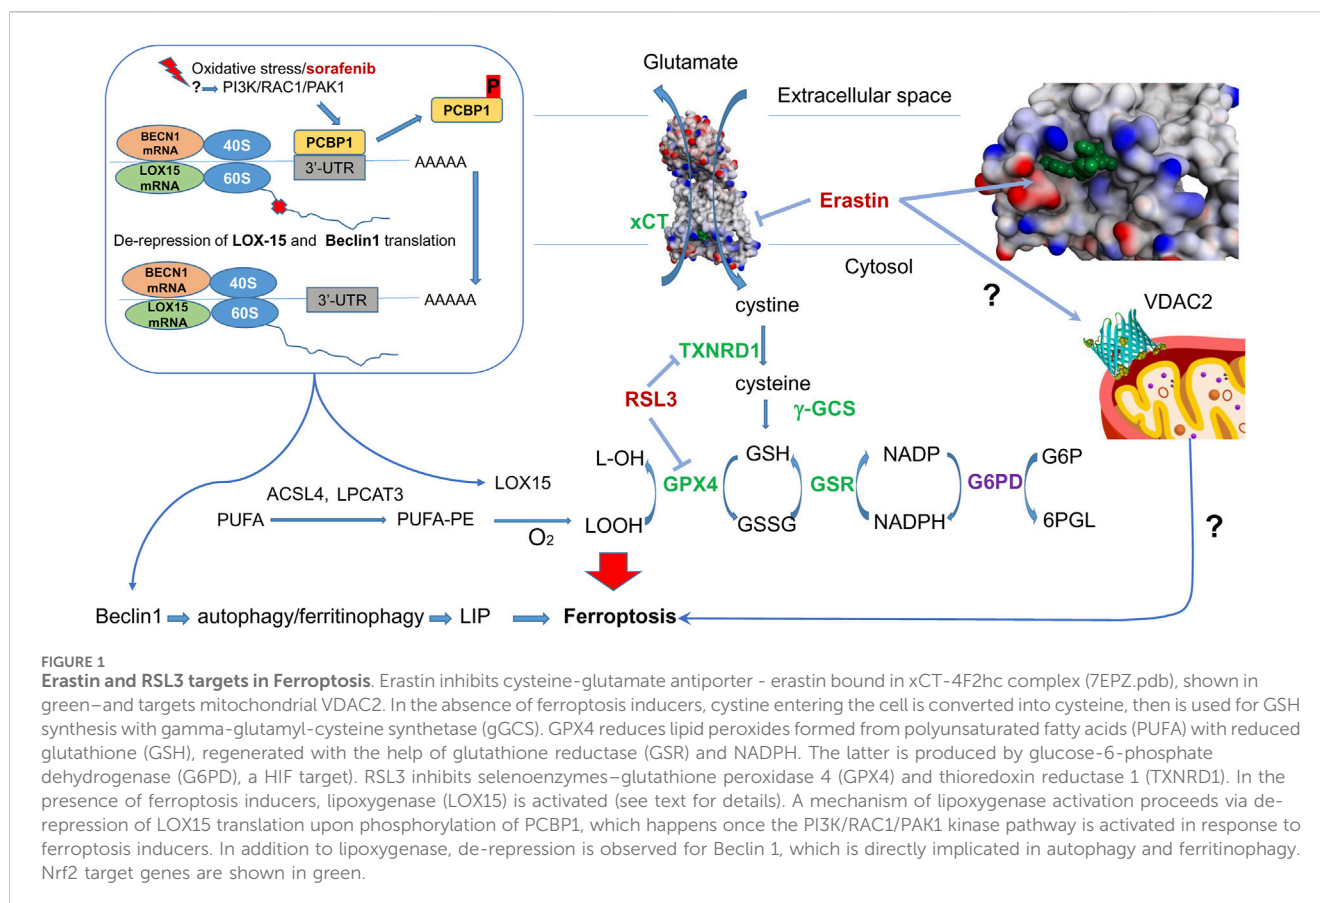 Oxidative stress/sorafenib
? PI3K/RAC1/PAK1
P
PCBP1
PCBP1
BECN1
mRNA
40S
LOX15
mRNA
60S
3'-UTR
AAAAA
De-repression of LOX-15 and Beclin1 translation
BECN1
mRNA
40S
LOX15
mRNA
60S
3'-UTR
AAAAA
Glutamate
Extracellular space
Erastin
xCT
Cytosol
?
VDAC2
cystine
TXNRD1
cysteine
RSL3
γ-GCS
L-OH
GSH
NADP
G6P
GPX4
GSR
G6PD
LOX15
ACSL4, LPCAT3
PUFA
PUFA-PE
O2
LOOH
GSSG
NADPH
6PGL
?
Beclin1
autophagy/ferritinophagy
LIP
Ferroptosis
FIGURE 1
Erastin and RSL3 targets in Ferroptosis. Erastin inhibits cysteine-glutamate antiporter - erastin bound in xCT-4F2hc complex (7EPZ.pdb), shown in
green–and targets mitochondrial VDAC2. In the absence of ferroptosis inducers, cystine entering the cell is converted into cysteine, then is used for GSH
synthesis with gamma-glutamyl-cysteine synthetase (gGCS). GPX4 reduces lipid peroxides formed from polyunsaturated fatty acids (PUFA) with reduced
glutathione (GSH), regenerated with the help of glutathione reductase (GSR) and NADPH. The latter is produced by glucose-6-phosphate
dehydrogenase (G6PD), a HIF target). RSL3 inhibits selenoenzymes–glutathione peroxidase 4 (GPX4) and thioredoxin reductase 1 (TXNRD1). In the
presence of ferroptosis inducers, lipoxygenase (LOX15) is activated (see text for details). A mechanism of lipoxygenase activation proceeds via de-
repression of LOX15 translation upon phosphorylation of PCBP1, which happens once the PI3K/RAC1/PAK1 kinase pathway is activated in response to
ferroptosis inducers. In addition to lipoxygenase, de-repression is observed for Beclin 1, which is directly implicated in autophagy and ferritinophagy.
Nrf2 target genes are shown in green.